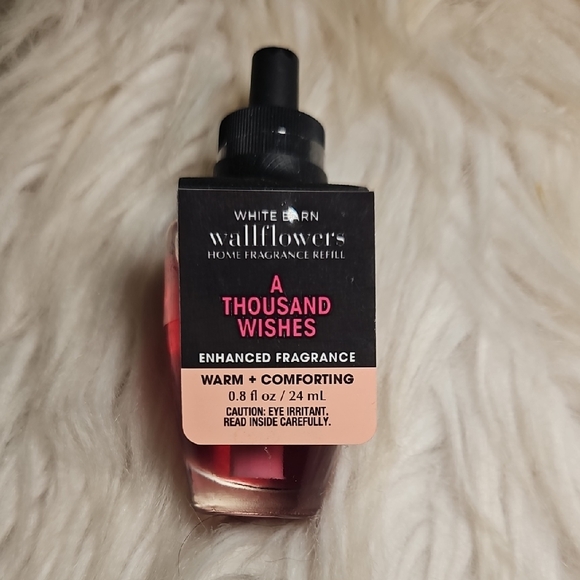 WHITE BARN
wallflowers
HOME FRAGRANCE REFILL
A
THOUSAND
WISHES
ENHANCED FRAGRANCE
WARM + COMFORTING
0.8 fl oz / 24 mL
CAUTION: EYE IRRITANT.
READ INSIDE CAREFULLY.